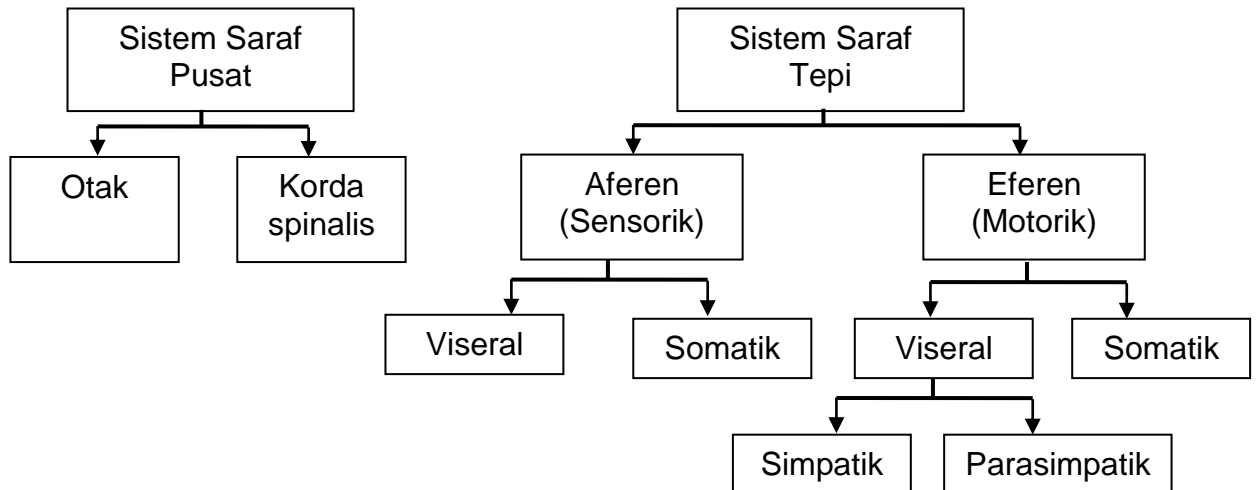 Sistem Saraf
Pusat
Sistem Saraf
Tepi
Otak
Korda
spinalis
Aferen
(Sensorik)
Eferen
(Motorik)
Viseral
Somatik
Viseral
Somatik
Simpatik
Parasimpatik